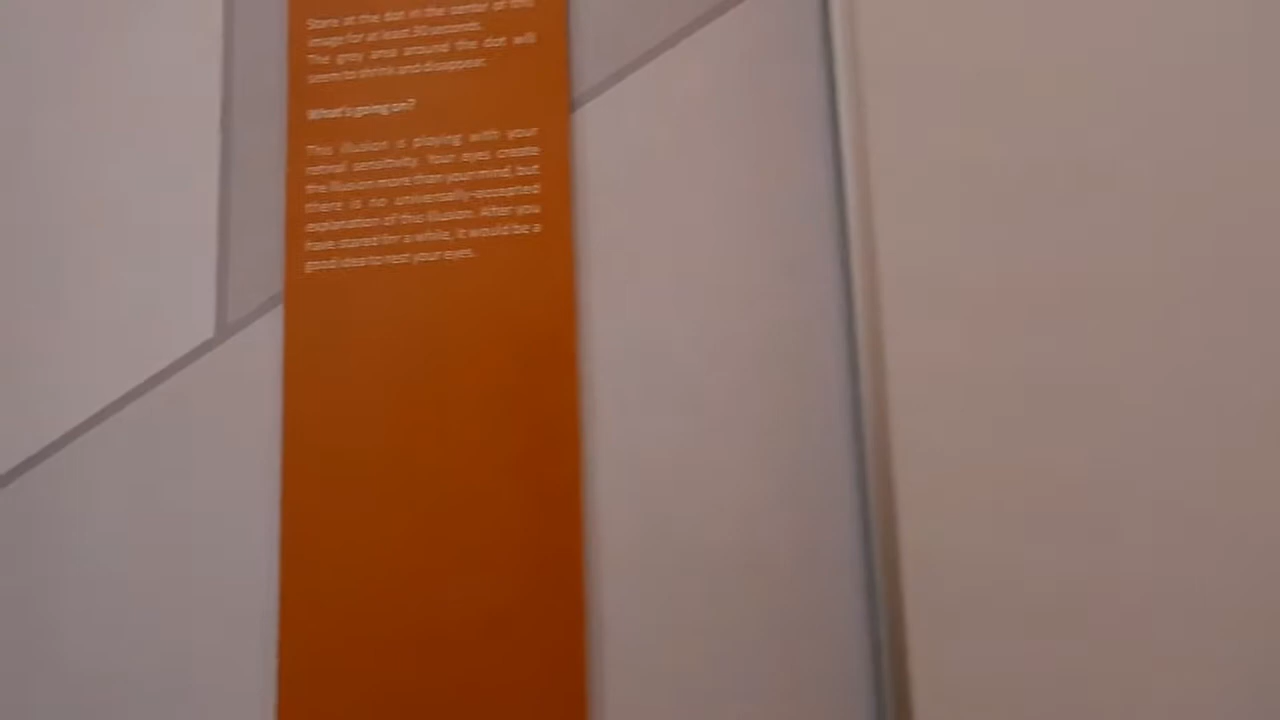 Stare at the dot in the center of this
image for at least 30 seconds.
The grey area around the dot will
seem to shrink and disappear.
What's going on?
This illusion is playing with your
retinal sensitivity. Your eyes create
the illusion more than your mind, but
there is no universally-accepted
explanation of this illusion. After you
have stared for a while, it would be a
good idea to rest your eyes.